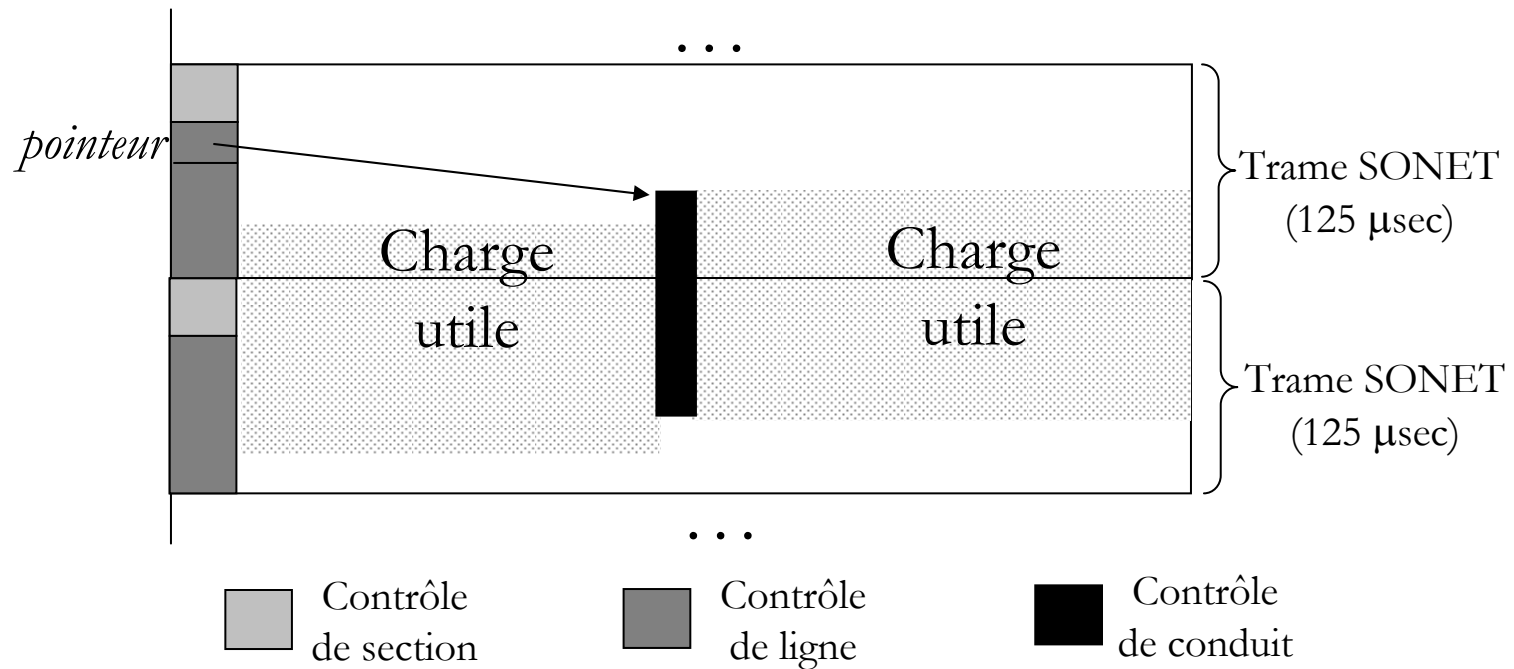 . . .
pointeur
Trame SONET
(125 μsec)
Charge
utile
Charge
utile
Trame SONET
(125 μsec)
. . .
Contrôle
de section
Contrôle
de ligne
Contrôle
de conduit